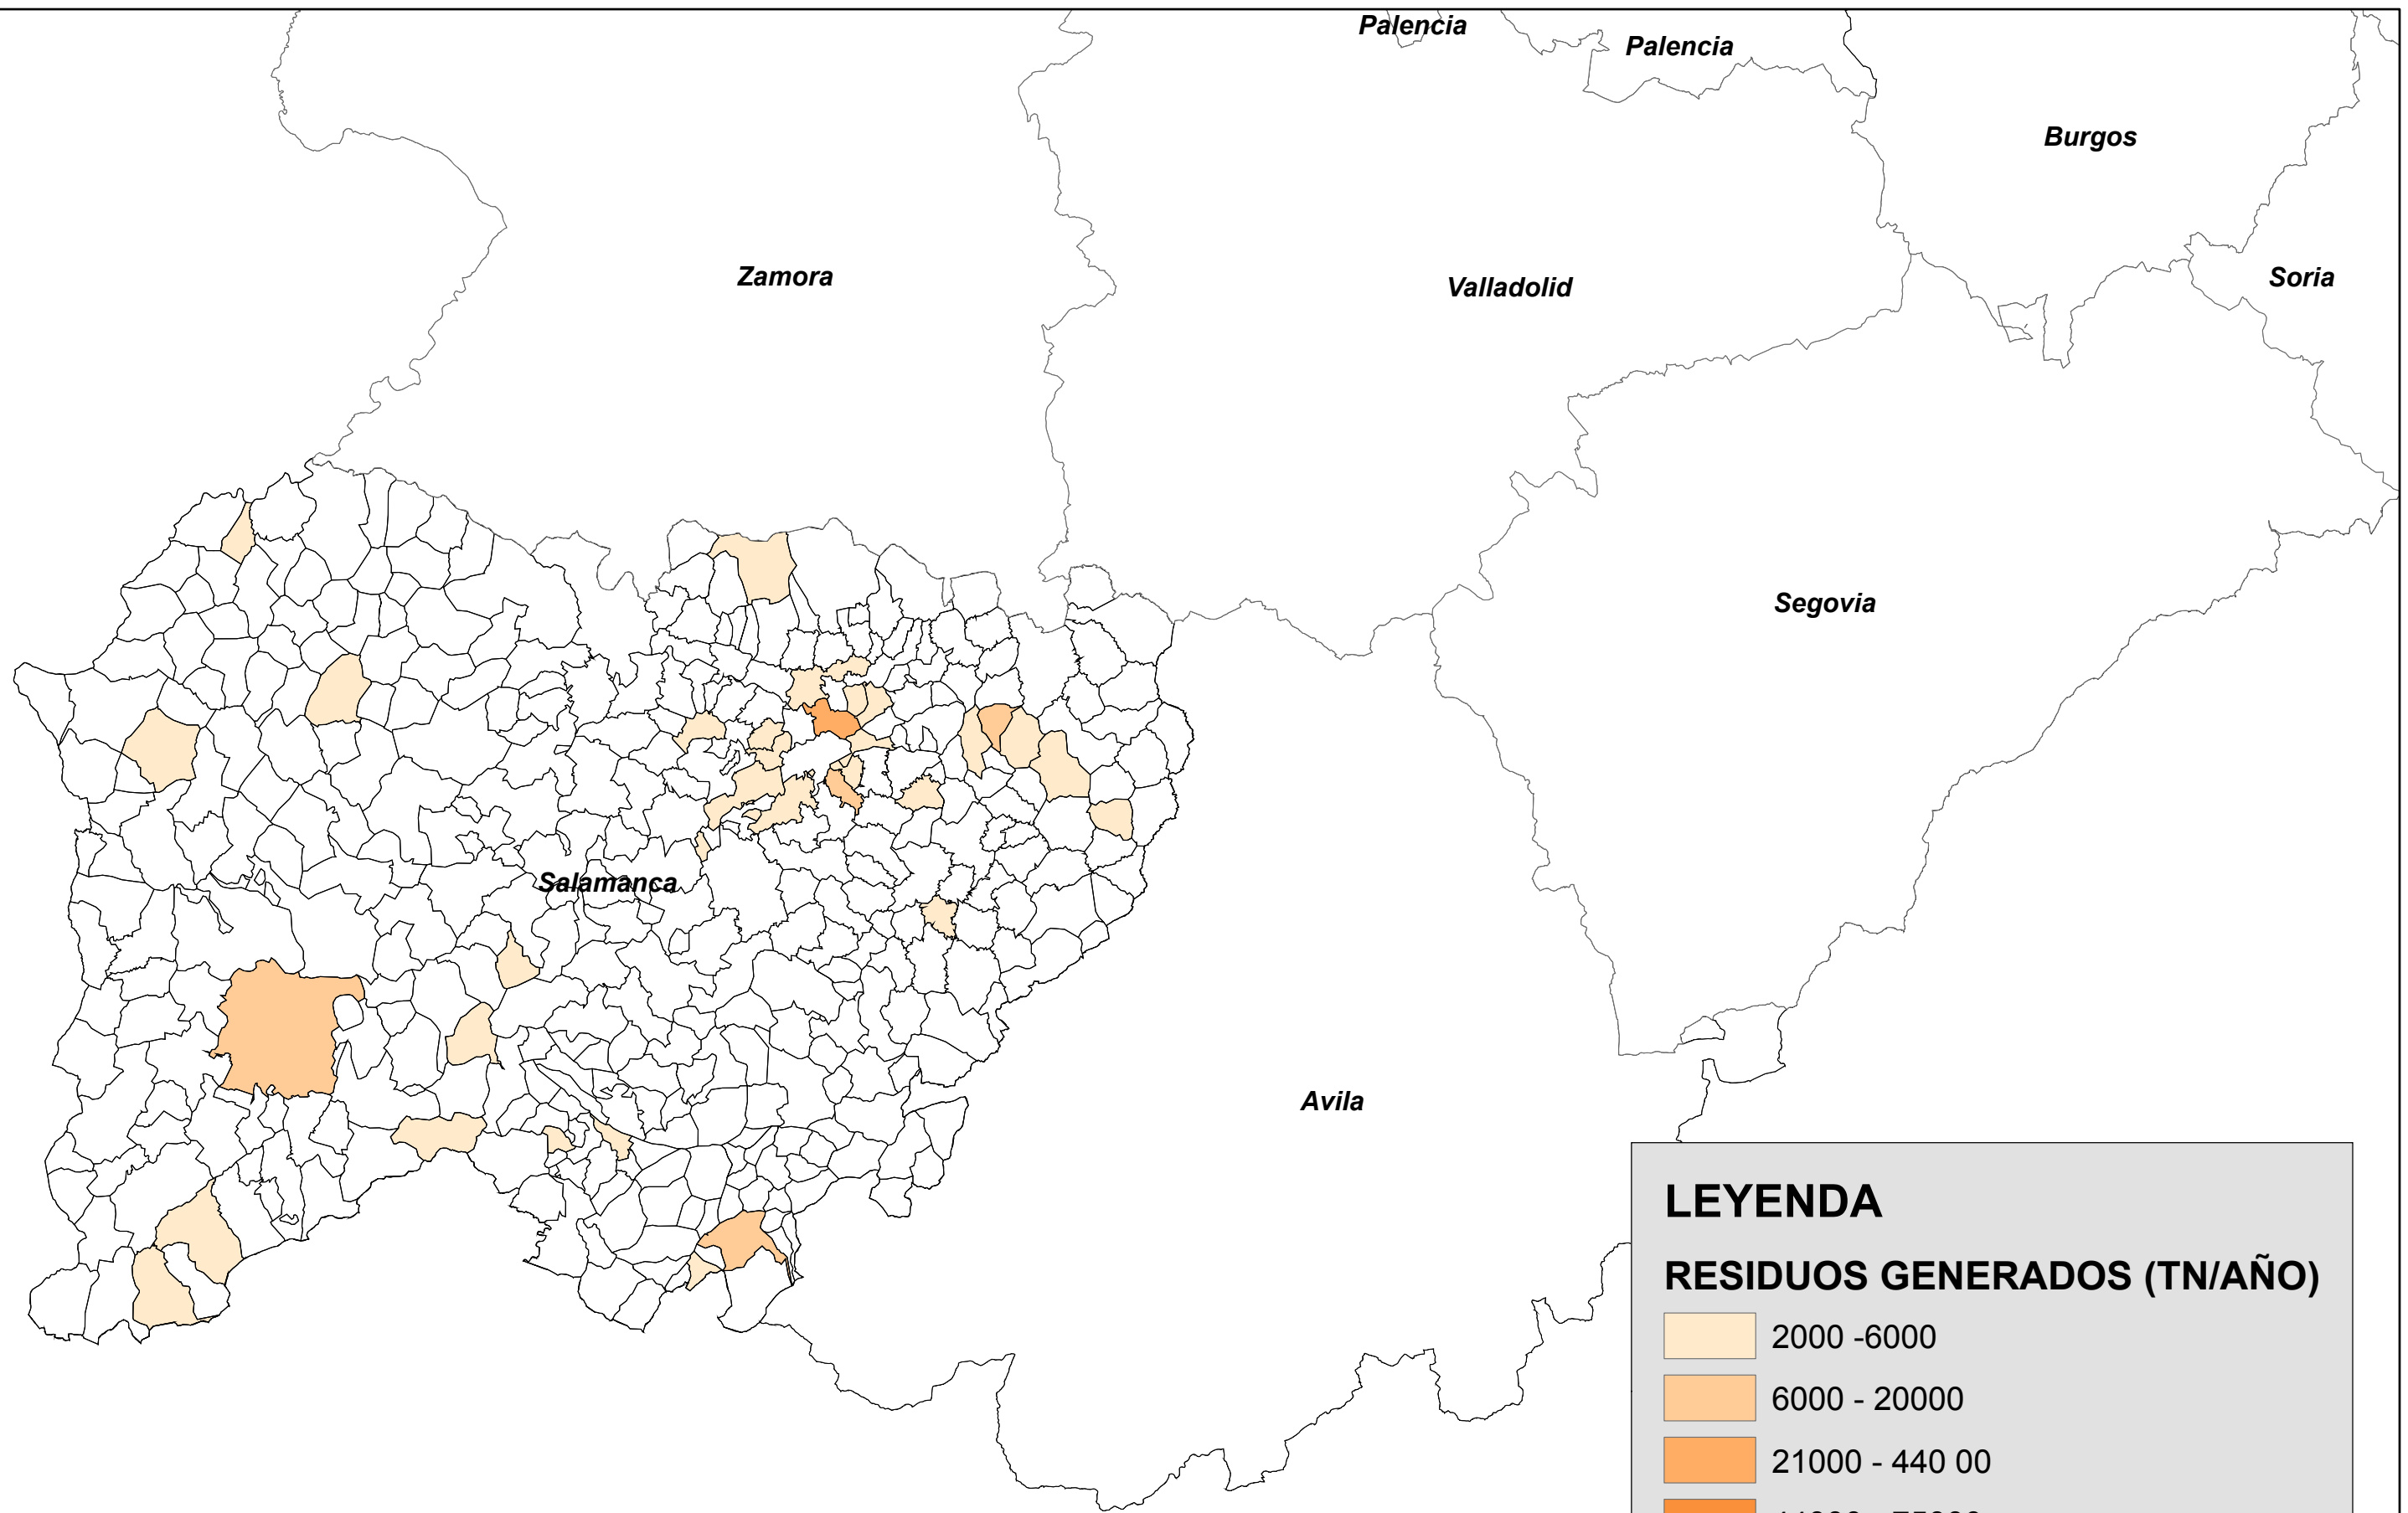 Palencia
Palencia
Burgos
Zamora
Valladolid
Soria
Segovia
Salamanca
Avila
LEYENDA
RESIDUOS GENERADOS (TN/AÑO)
2000 -6000
6000 - 20000
21000 - 440 00